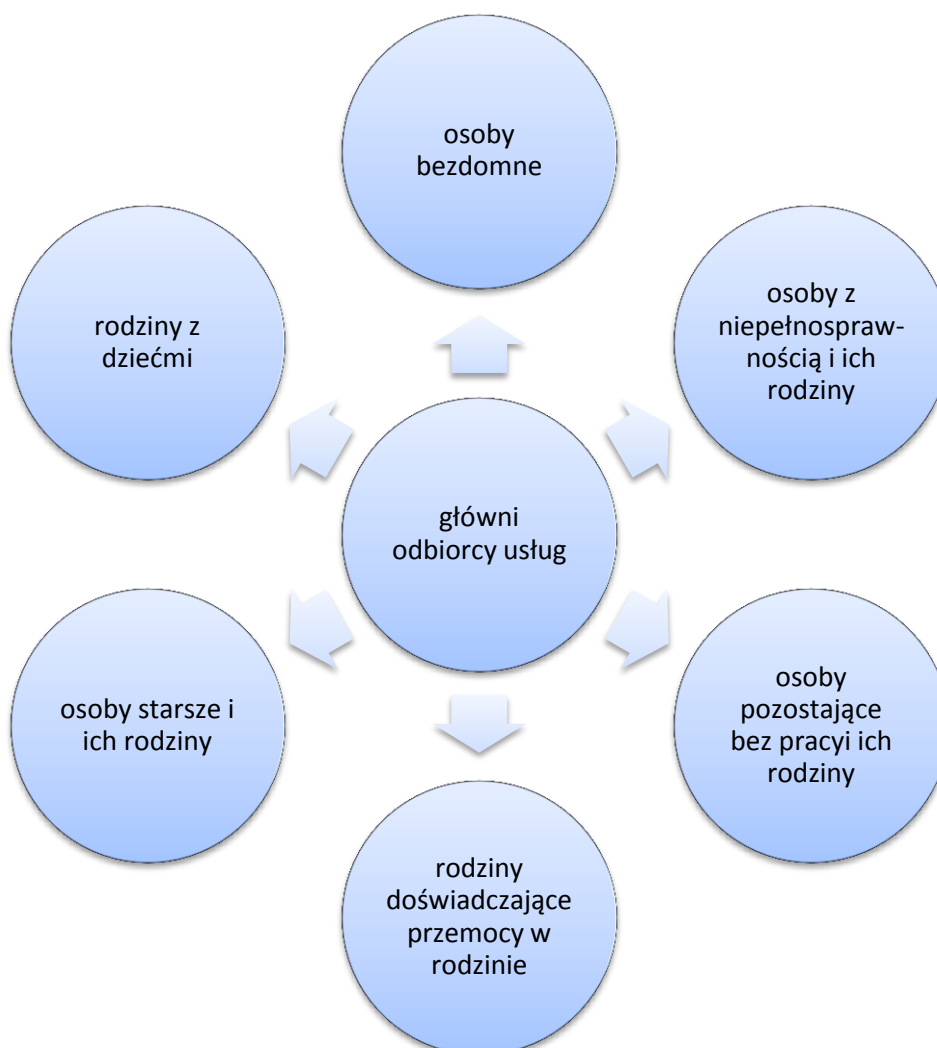 osoby
bezdomne
rodziny z
dziećmi
osoby z
niepełnospraw-
nością i ich
rodziny
główni
odbiorcy usług
osoby starsze i
ich rodziny
osoby
pozostające
bez pracyi ich
rodziny
rodziny
doświadczające
przemocy w
rodzinie